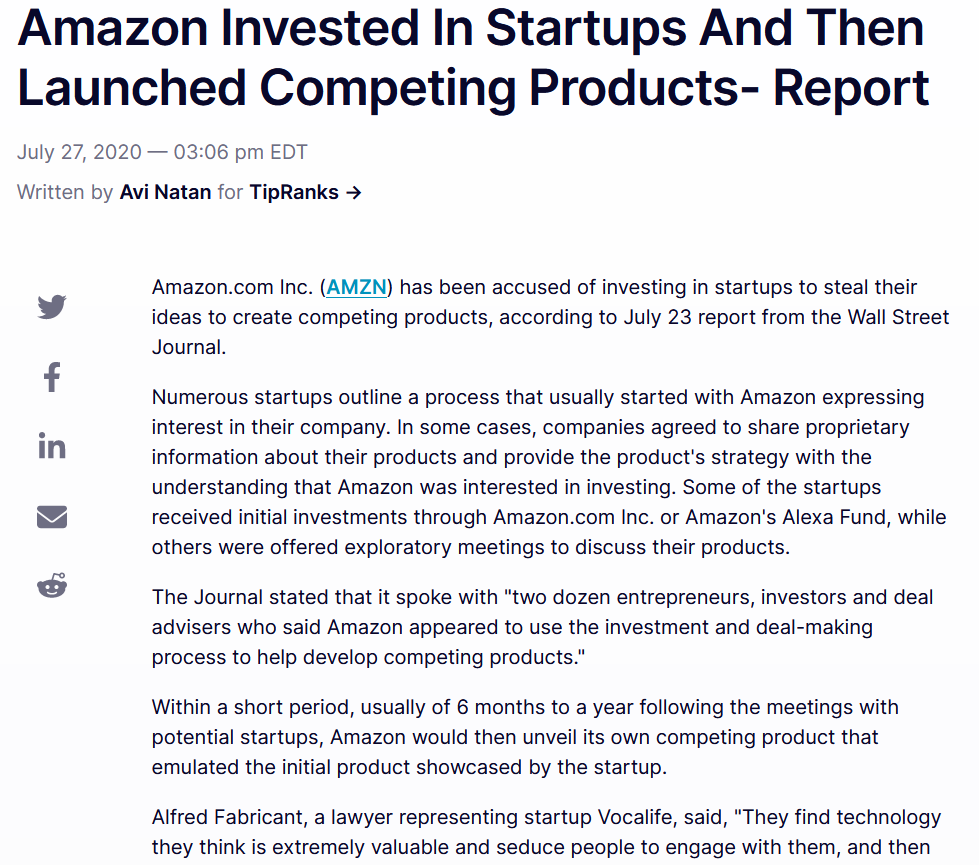 Amazon Invested In Startups And Then
Launched Competing Products- Report
July 27, 2020 — 03:06 pm EDT
Written by Avi Natan for TipRanks →
Amazon.com Inc. (AMZN) has been accused of investing in startups to steal their
ideas to create competing products, according to July 23 report from the Wall Street
Journal.
Numerous startups outline a process that usually started with Amazon expressing
interest in their company. In some cases, companies agreed to share proprietary
information about their products and provide the product's strategy with the
understanding that Amazon was interested in investing. Some of the startups
received initial investments through Amazon.com Inc. or Amazon's Alexa Fund, while
others were offered exploratory meetings to discuss their products.
The Journal stated that it spoke with "two dozen entrepreneurs, investors and deal
advisers who said Amazon appeared to use the investment and deal-making
process to help develop competing products."
Within a short period, usually of 6 months to a year following the meetings with
potential startups, Amazon would then unveil its own competing product that
emulated the initial product showcased by the startup.
Alfred Fabricant, a lawyer representing startup Vocalife, said, "They find technology
they think is extremely valuable and seduce people to engage with them, and then